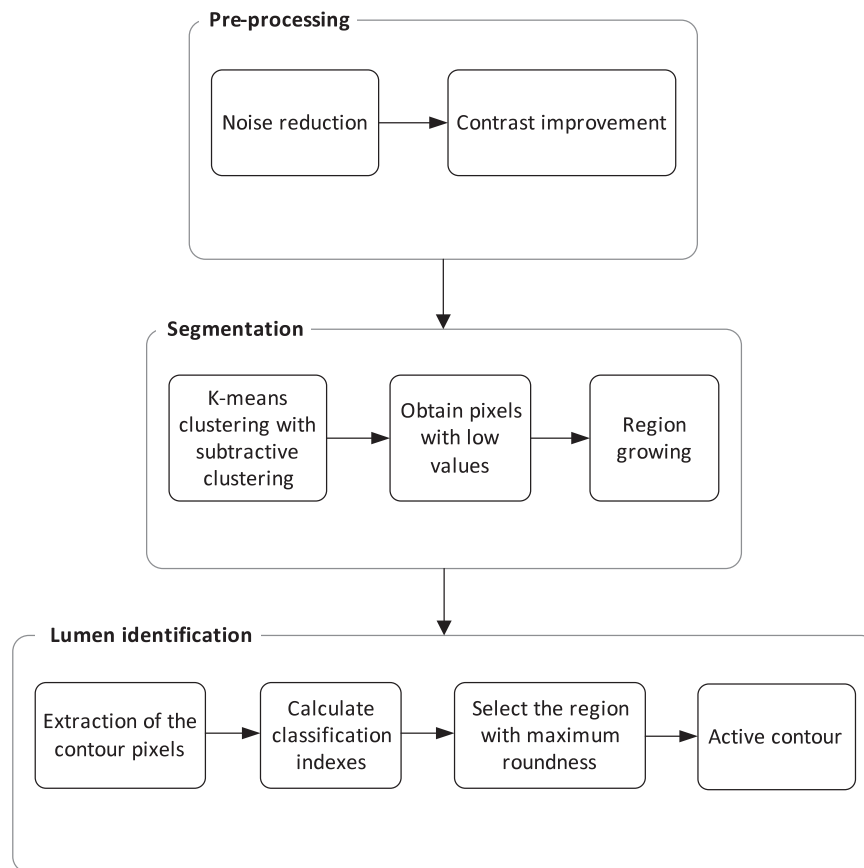 Pre-processing
Noise reduction
Contrast improvement
Segmentation
K-means
clustering with
subtractive
clustering
Obtain pixels
with low
values
Region
growing
Lumen identification
Extraction of the
contour pixels
Calculate
classification
indexes
Select the region
with maximum
roundness
Active contour